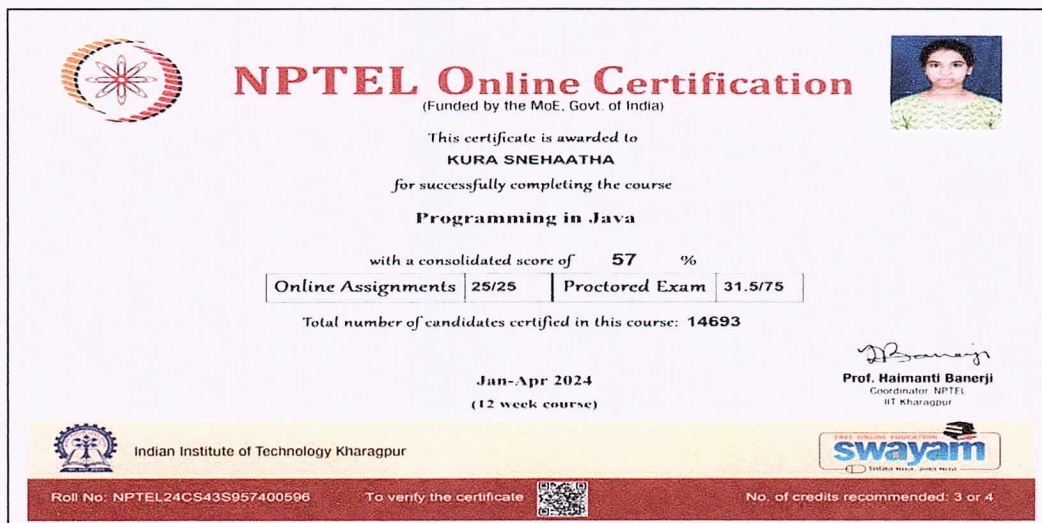 NPTEL Online Certification
(Funded by the MoE, Govt. of India)
This certificate is awarded to
KURA SNEHAATHA
for successfully completing the course
Programming in Java
with a consolidated score of 57 %
Online Assignments 25/25 Proctored Exam 31.5/75
Total number of candidates certified in this course: 14693
Jan-Apr 2024
(12 week course)
Prof. Haimanti Banerji
Coordinator, NPTEL
IIT Kharagpur
Indian Institute of Technology Kharagpur
FREE ONLINE EDUCATION
swayam
Roll No: NPTEL24CS43S957400596 To verify the certificate No. of credits recommended: 3 or 4